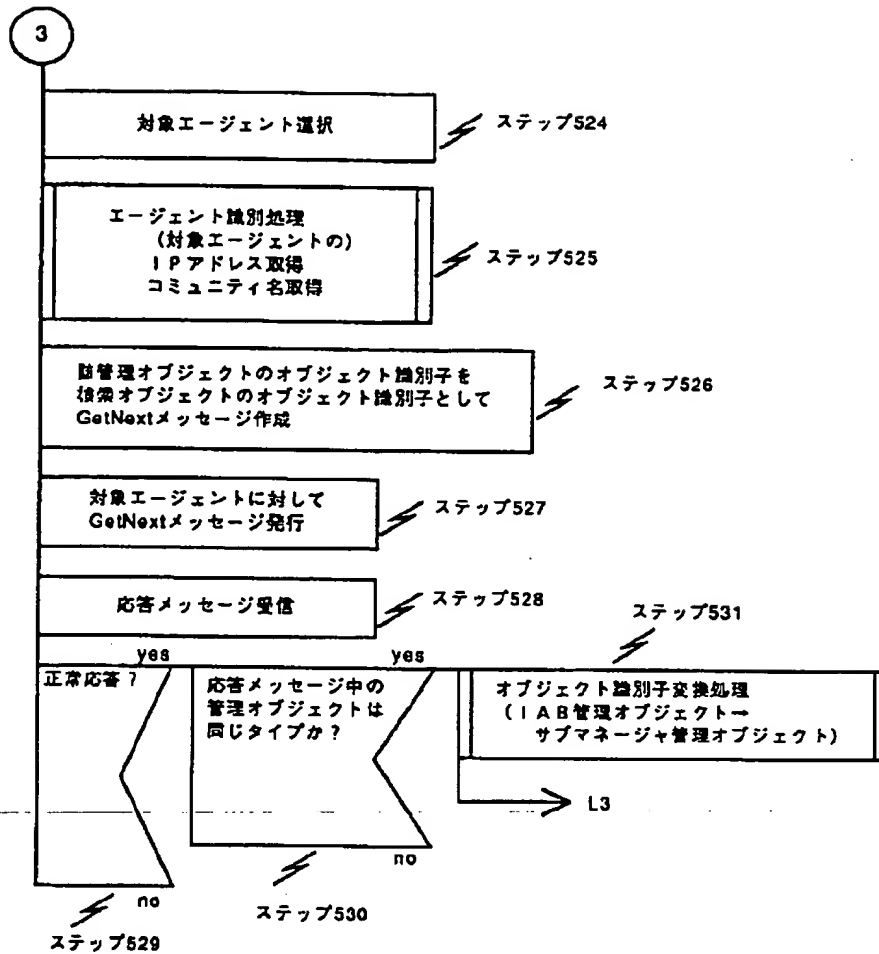 3
対象エージェント選択
ステップ524
エージェント識別処理
(対象エージェントの)
IPアドレス取得
コミュニティ名取得
ステップ525
該管理オブジェクトのオブジェクト識別子を
検索オブジェクトのオブジェクト識別子として
GetNextメッセージ作成
ステップ526
対象エージェントに対して
GetNextメッセージ発行
ステップ527
応答メッセージ受信
ステップ528
ステップ531
yes
yes
正常応答?
応答メッセージ中の
管理オブジェクトは
同じタイプか?
オブジェクト識別子変換処理
(IAB管理オブジェクト→
サブマネージャ管理オブジェクト)
L3
no
no
ステップ530
ステップ529